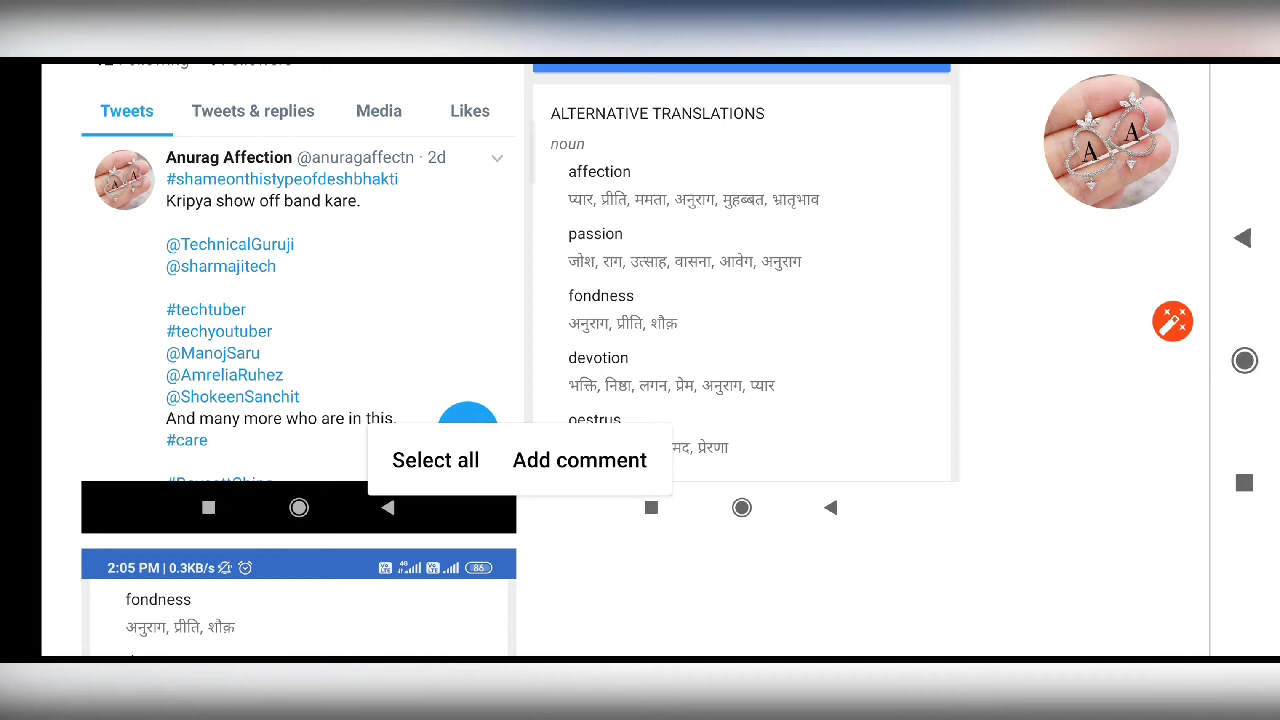 Tweets Tweets & replies Media Likes
Anurag Affection @anuragaffectn · 2d
#shameonthistypeofdeshbhakti
Kripya show off band kare.
@TechnicalGuruji
@sharmajitech
#techtuber
#techyoutuber
@ManojSaru
@AmreliaRuhez
@ShokeenSanchit
And many more who are in this.
#care
ALTERNATIVE TRANSLATIONS
noun
affection
प्यार, प्रीति, ममता, अनुराग, मुहब्बत, भ्रातृभाव
passion
जोश, राग, उत्साह, वासना, आवेग, अनुराग
fondness
अनुराग, प्रीति, शौक़
devotion
भक्ति, निष्ठा, लगन, प्रेम, अनुराग, प्यार
oestrus
मद, प्रेरणा
Select all Add comment
2:05 PM | 0.3KB/s 4G 86
fondness
अनुराग, प्रीति, शौक़
A A
A A